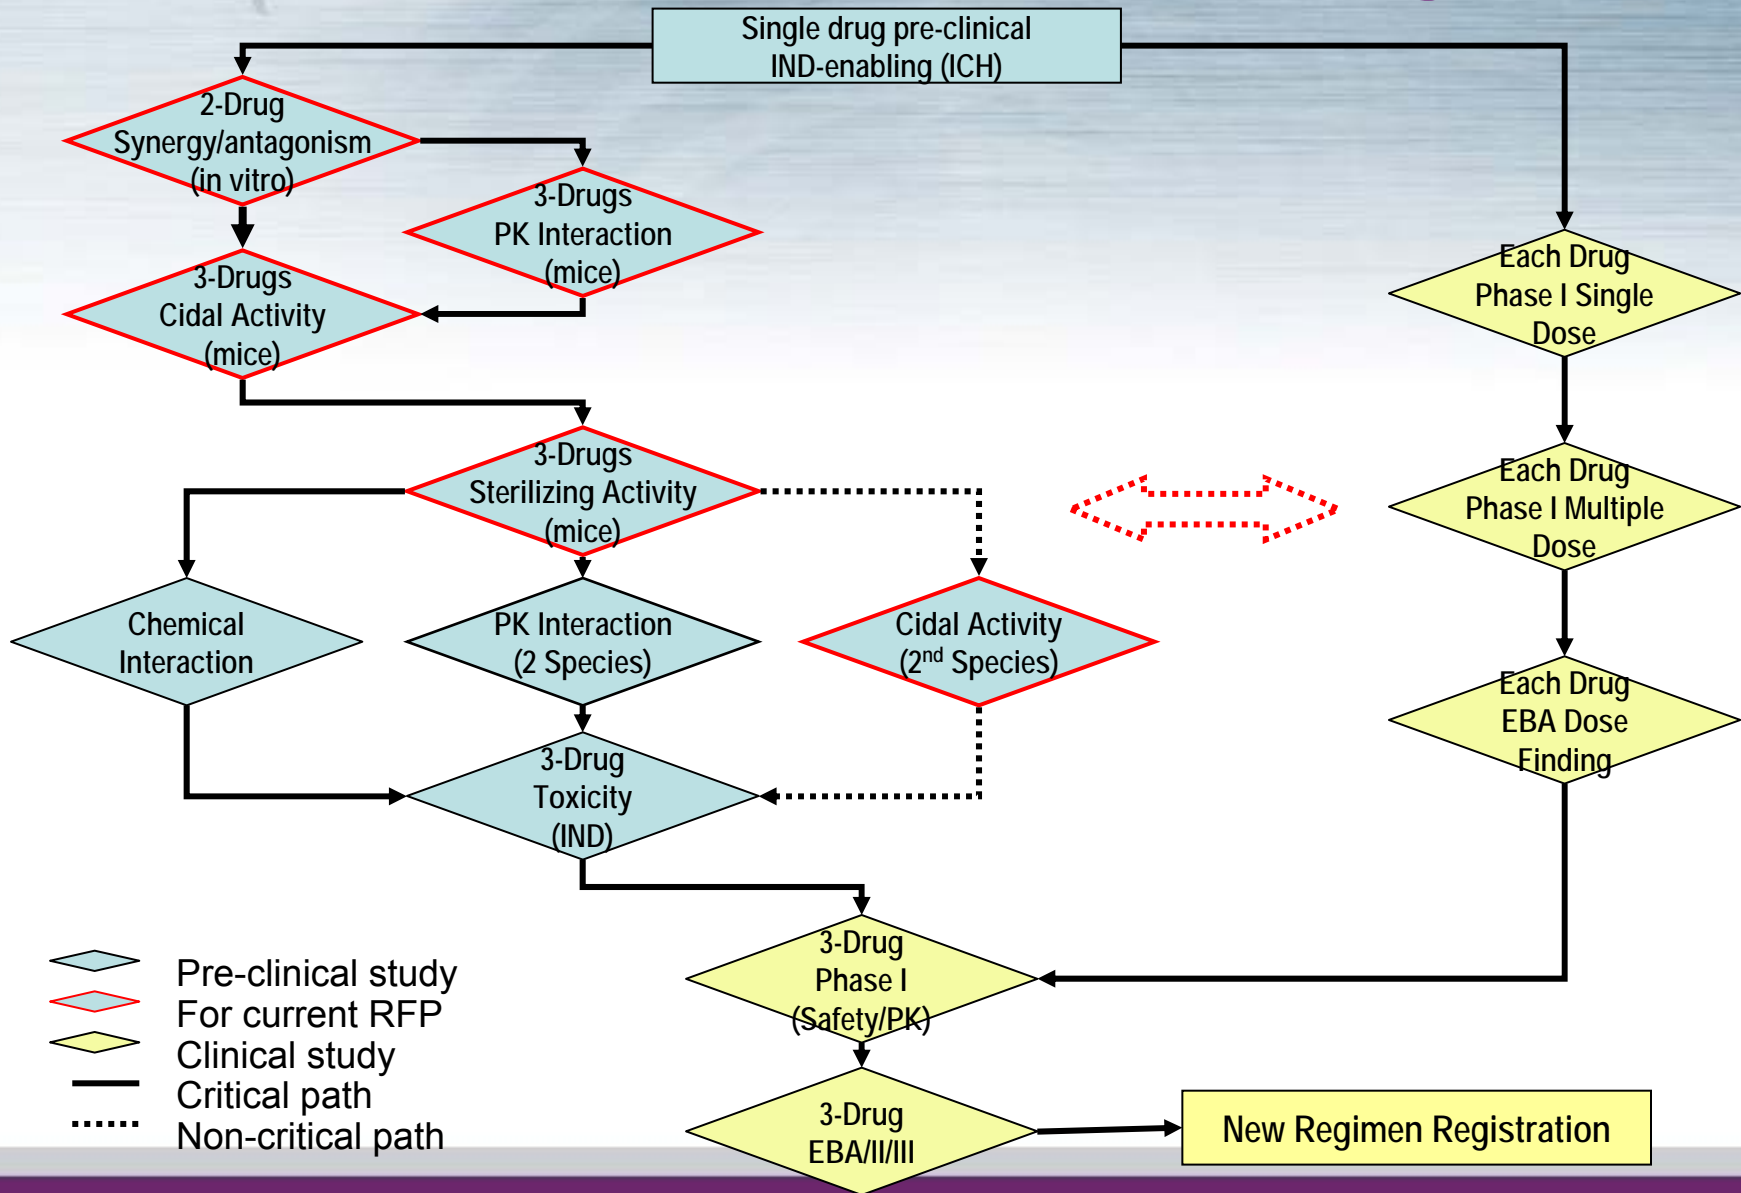 Single drug pre-clinical
IND-enabling (ICH)
2-Drug
Synergy/antagonism
(in vitro)
3-Drugs
PK Interaction
(mice)
3-Drugs
Cidal Activity
(mice)
Each Drug
Phase I Single
Dose
3-Drugs
Sterilizing Activity
(mice)
Each Drug
Phase I Multiple
Dose
Chemical
Interaction
PK Interaction
(2 Species)
Cidal Activity
(2nd Species)
Each Drug
EBA Dose
Finding
3-Drug
Toxicity
(IND)
3-Drug
Phase I
(Safety/PK)
Pre-clinical study
For current RFP
Clinical study
Critical path
Non-critical path
3-Drug
EBA/II/III
New Regimen Registration